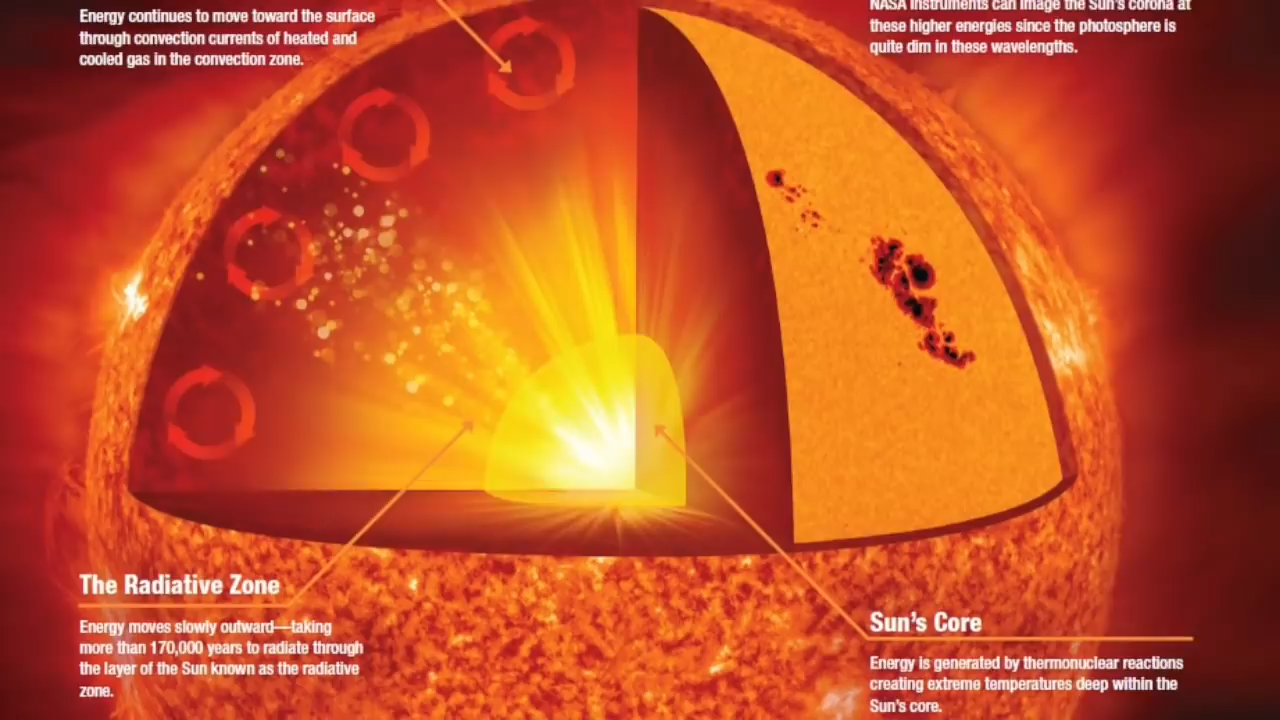 Energy continues to move toward the surface
through convection currents of heated and
cooled gas in the convection zone.
NASA instruments can image the Sun's corona at
these higher energies since the photosphere is
quite dim in these wavelengths.
The Radiative Zone
Energy moves slowly outward—taking
more than 170,000 years to radiate through
the layer of the Sun known as the radiative
zone.
Sun's Core
Energy is generated by thermonuclear reactions
creating extreme temperatures deep within the
Sun's core.